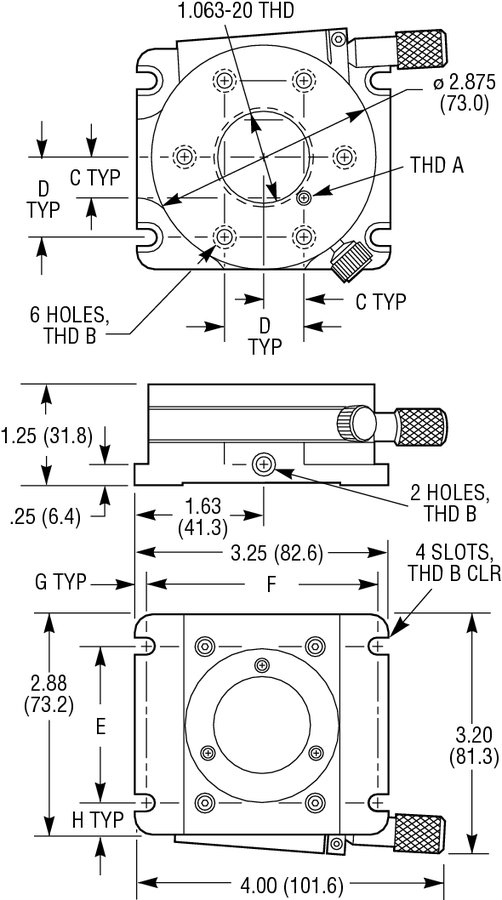 1.063-20 THD
ø 2.875
(73.0)
C TYP
D
TYP
THD A
6 HOLES,
THD B
C TYP
D
TYP
1.25 (31.8)
.25 (6.4)
1.63
(41.3)
2 HOLES,
THD B
3.25 (82.6)
4 SLOTS,
THD B CLR
G TYP
F
2.88
(73.2)
E
3.20
(81.3)
H TYP
4.00 (101.6)